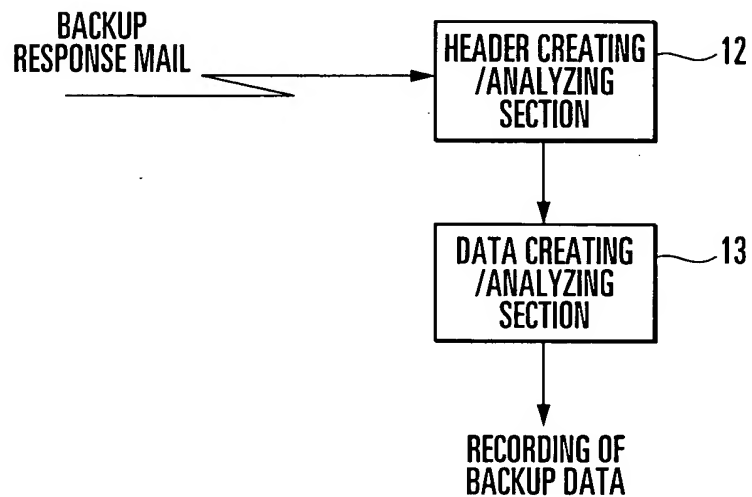 BACKUP
RESPONSE MAIL
HEADER CREATING
/ANALYZING
SECTION
12
DATA CREATING
/ANALYZING
SECTION
13
RECORDING OF
BACKUP DATA